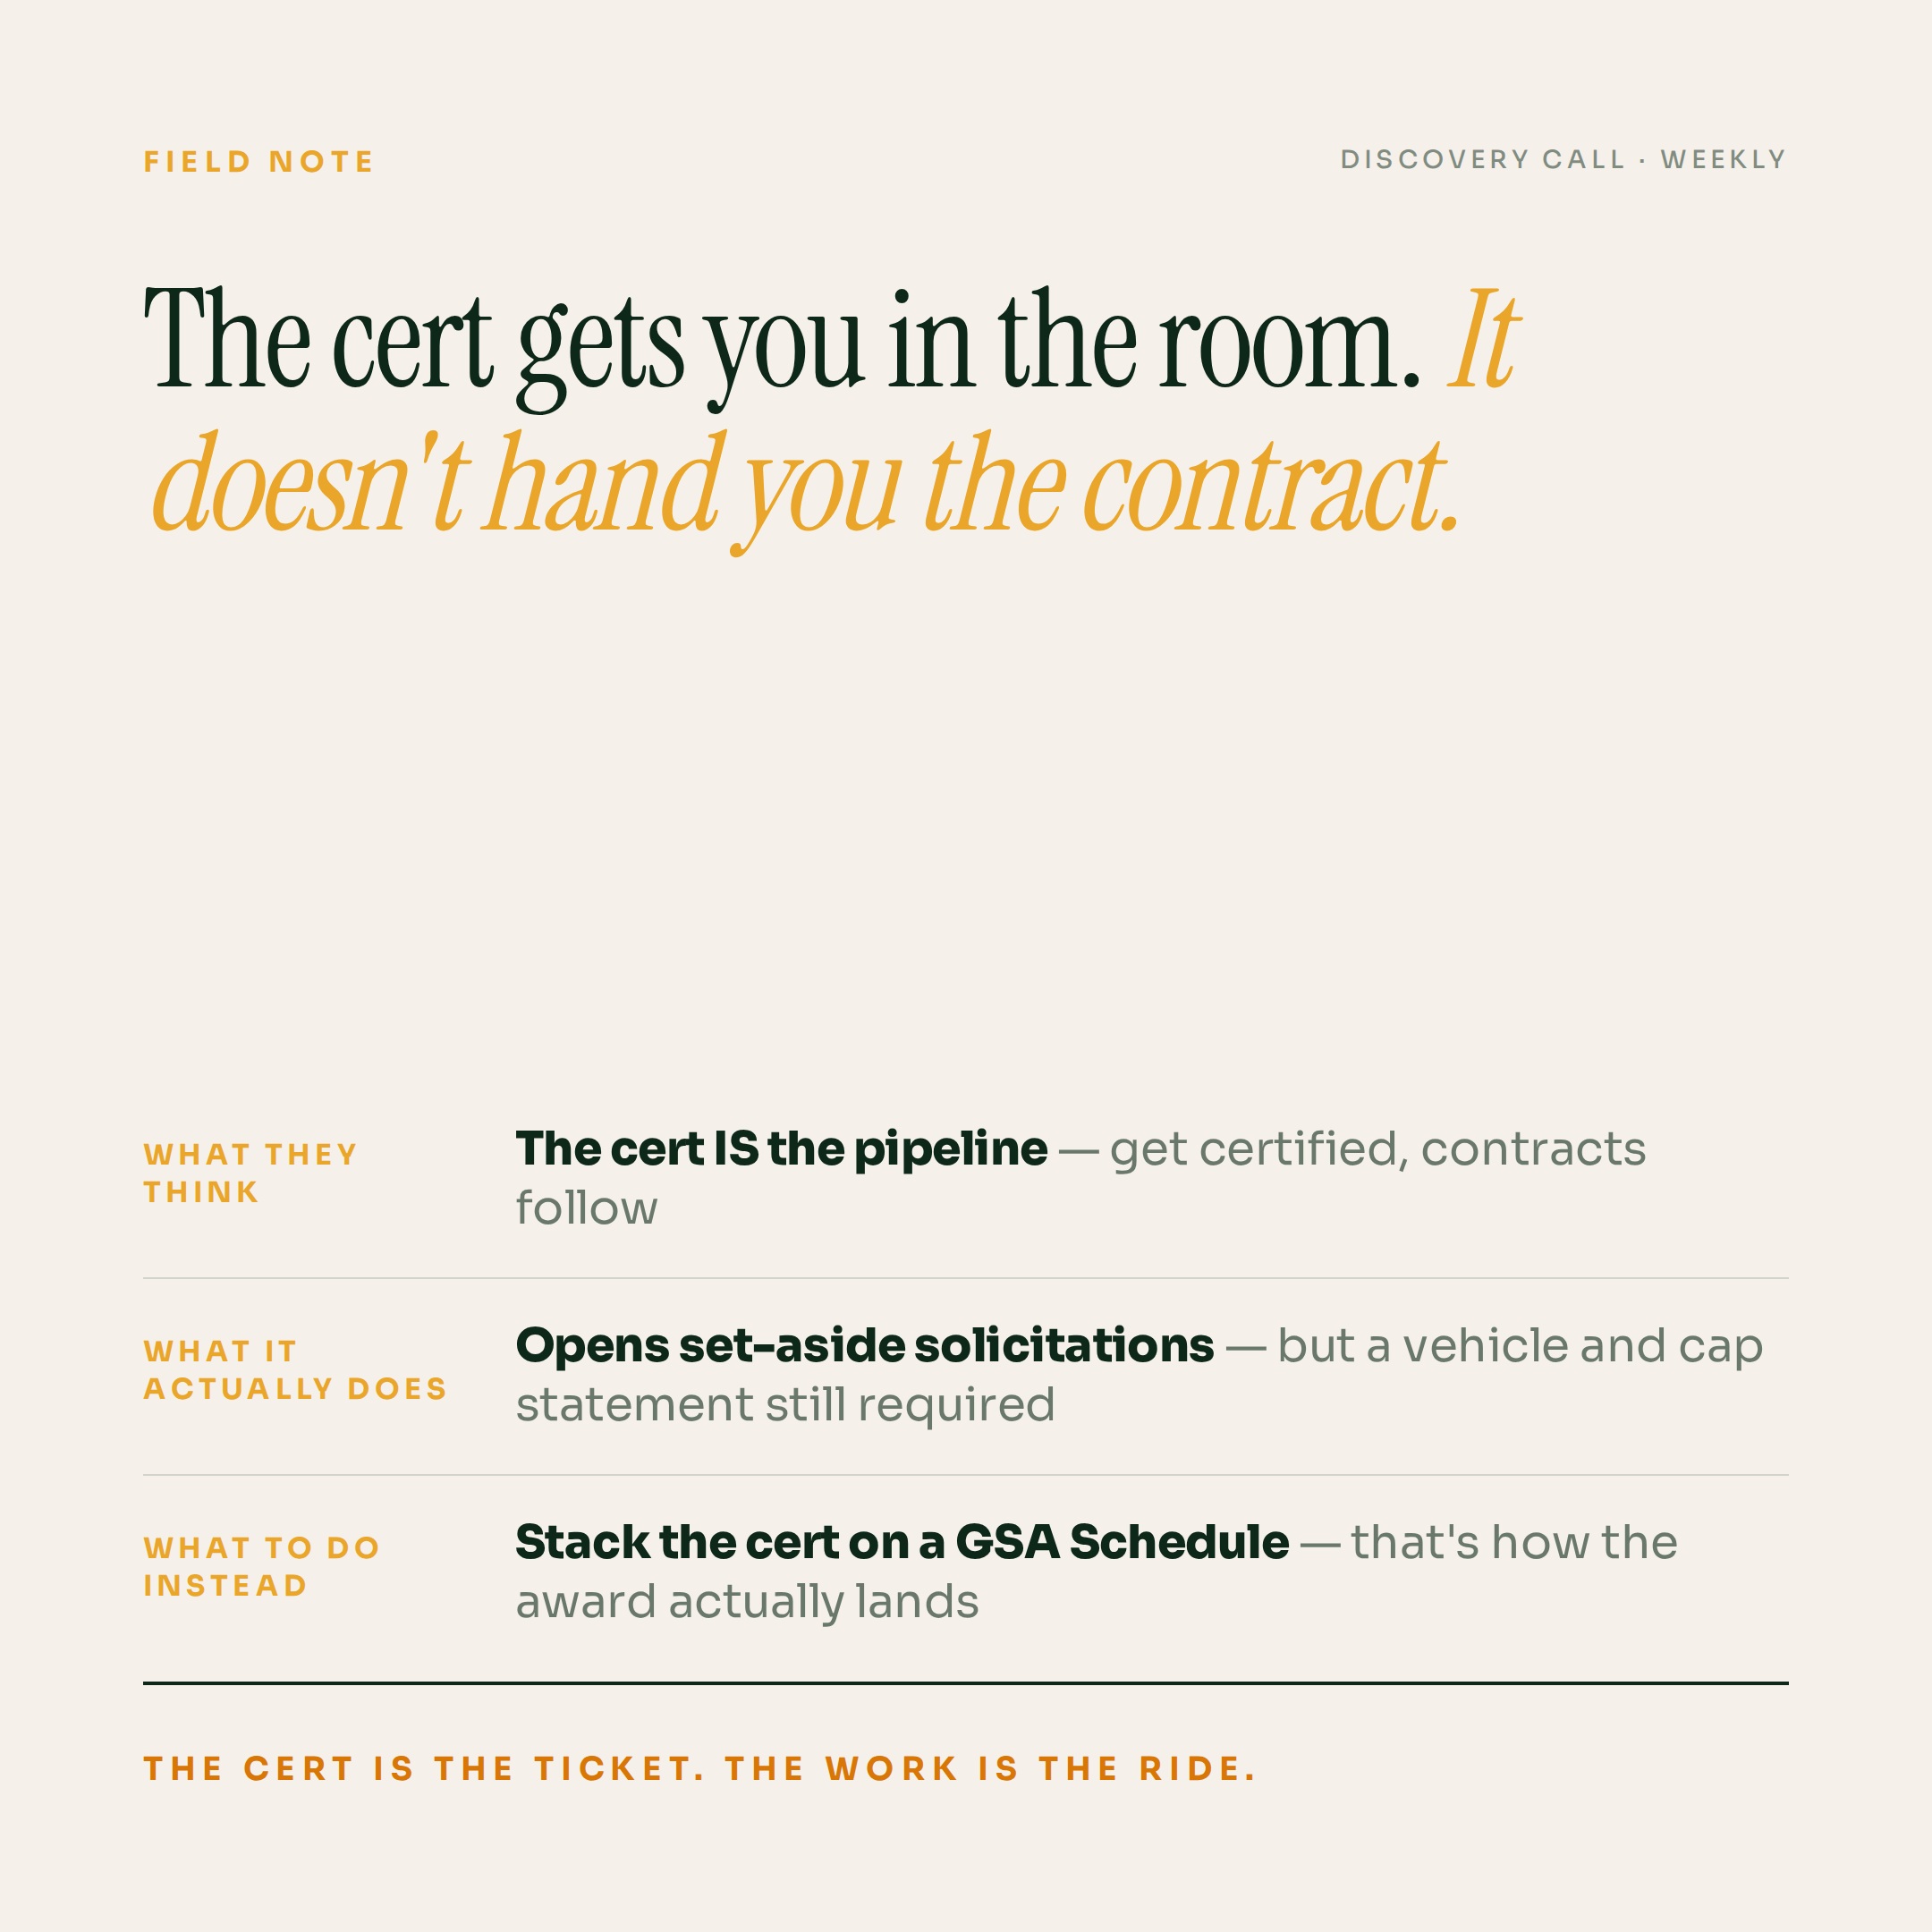 FIELD NOTE
DISCOVERY CALL · WEEKLY
The cert gets you in the room. It
doesn't hand you the contract.
WHAT THEY
THINK
The cert IS the pipeline — get certified, contracts
follow
WHAT IT
ACTUALLY DOES
Opens set-aside solicitations — but a vehicle and cap
statement still required
WHAT TO DO
INSTEAD
Stack the cert on a GSA Schedule — that's how the
award actually lands
THE CERT IS THE TICKET. THE WORK IS THE RIDE.